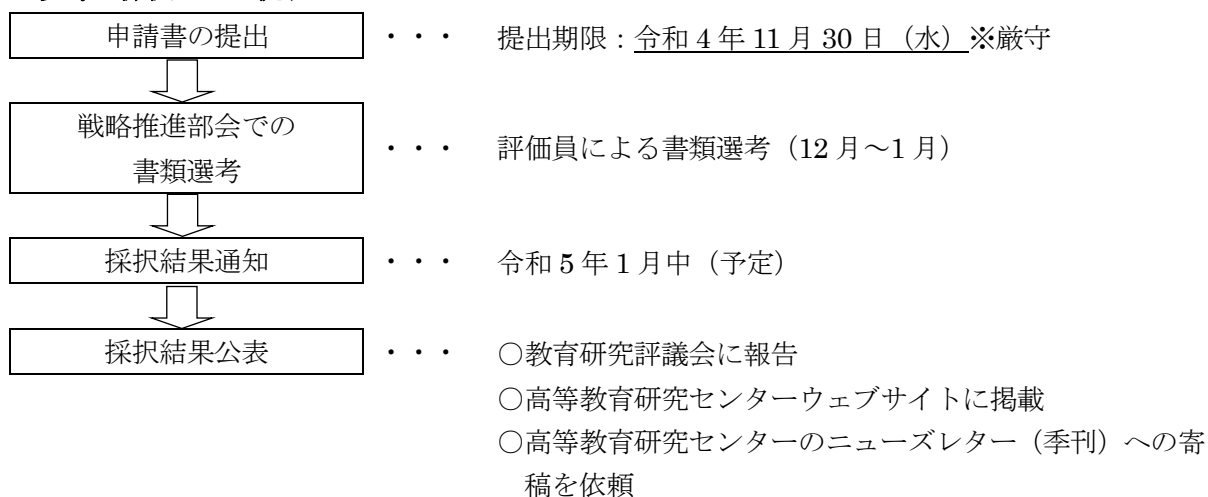 申請書の提出 ・・・ 提出期限：令和 4 年 11 月 30 日（水）※厳守
戦略推進部会での
書類選考
・・・ 評価員による書類選考（12 月～1 月）
採択結果通知 ・・・ 令和 5 年 1 月中（予定）
採択結果公表 ・・・ ○教育研究評議会に報告
○高等教育研究センターウェブサイトに掲載
○高等教育研究センターのニューズレター（季刊）への寄
稿を依頼